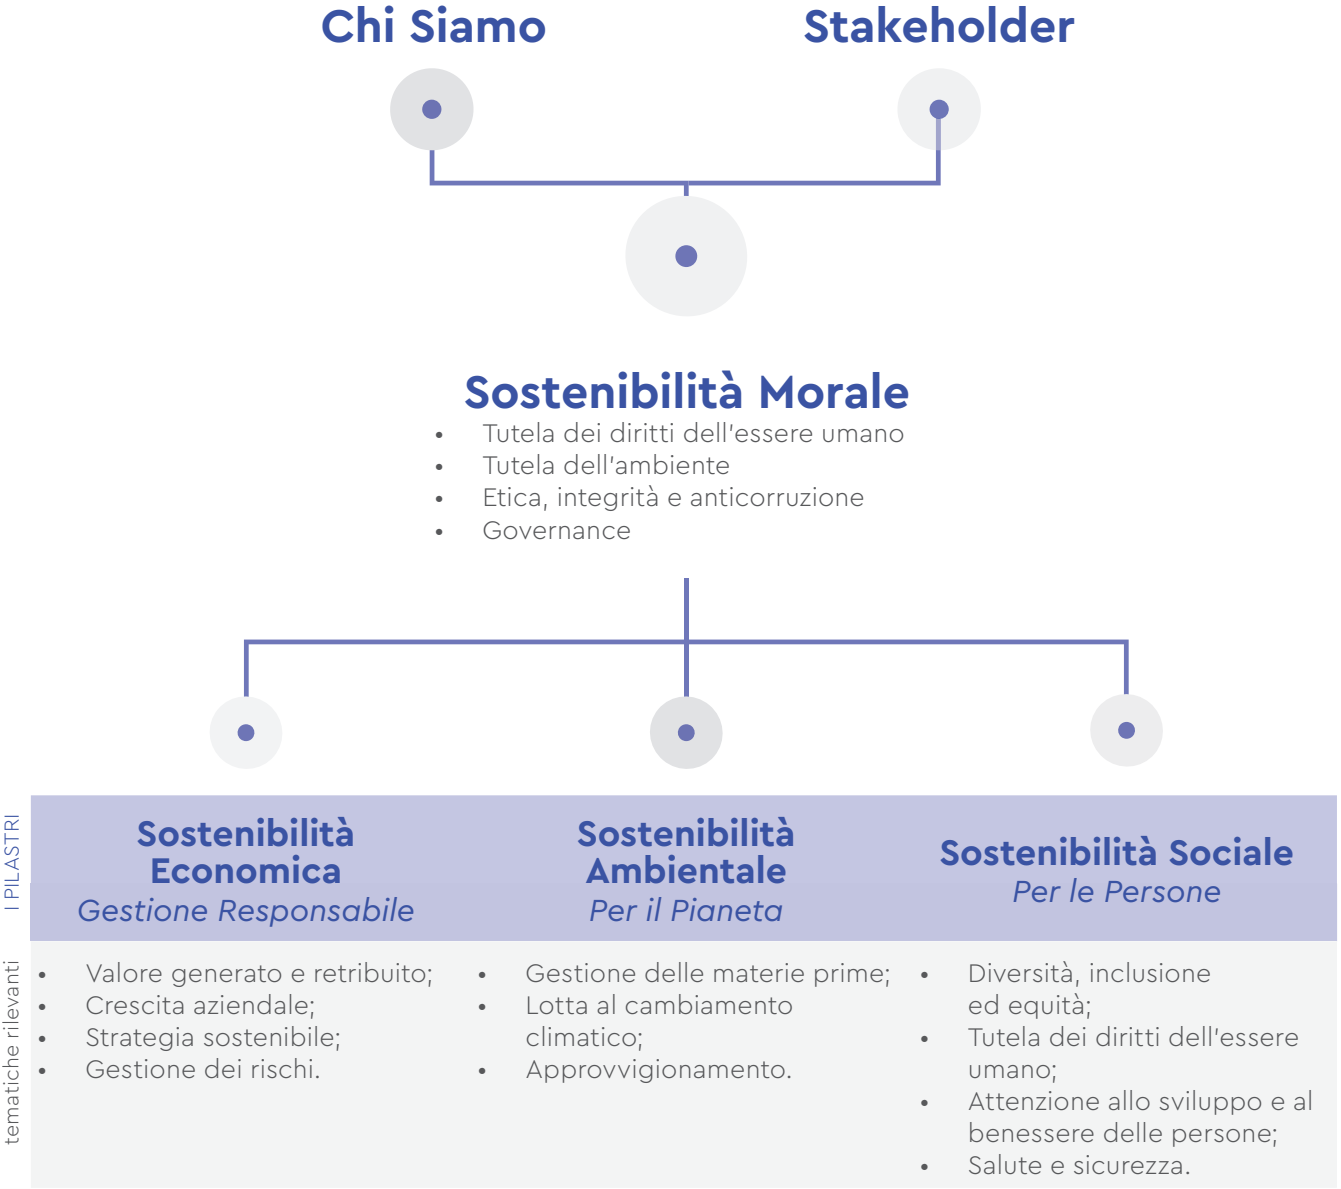 Chi Siamo
Stakeholder
Sostenibilità Morale
• Tutela dei diritti dell'essere umano
• Tutela dell'ambiente
• Etica, integrità e anticorruzione
• Governance
I PILASTRI
Sostenibilità
Economica
Gestione Responsabile
Sostenibilità
Ambientale
Per il Pianeta
Sostenibilità Sociale
Per le Persone
tematiche rilevanti
• Valore generato e retribuito;
• Crescita aziendale;
• Strategia sostenibile;
• Gestione dei rischi.
• Gestione delle materie prime;
• Lotta al cambiamento
climatico;
• Approvvigionamento.
• Diversità, inclusione
ed equità;
• Tutela dei diritti dell'essere
umano;
• Attenzione allo sviluppo e al
benessere delle persone;
• Salute e sicurezza.